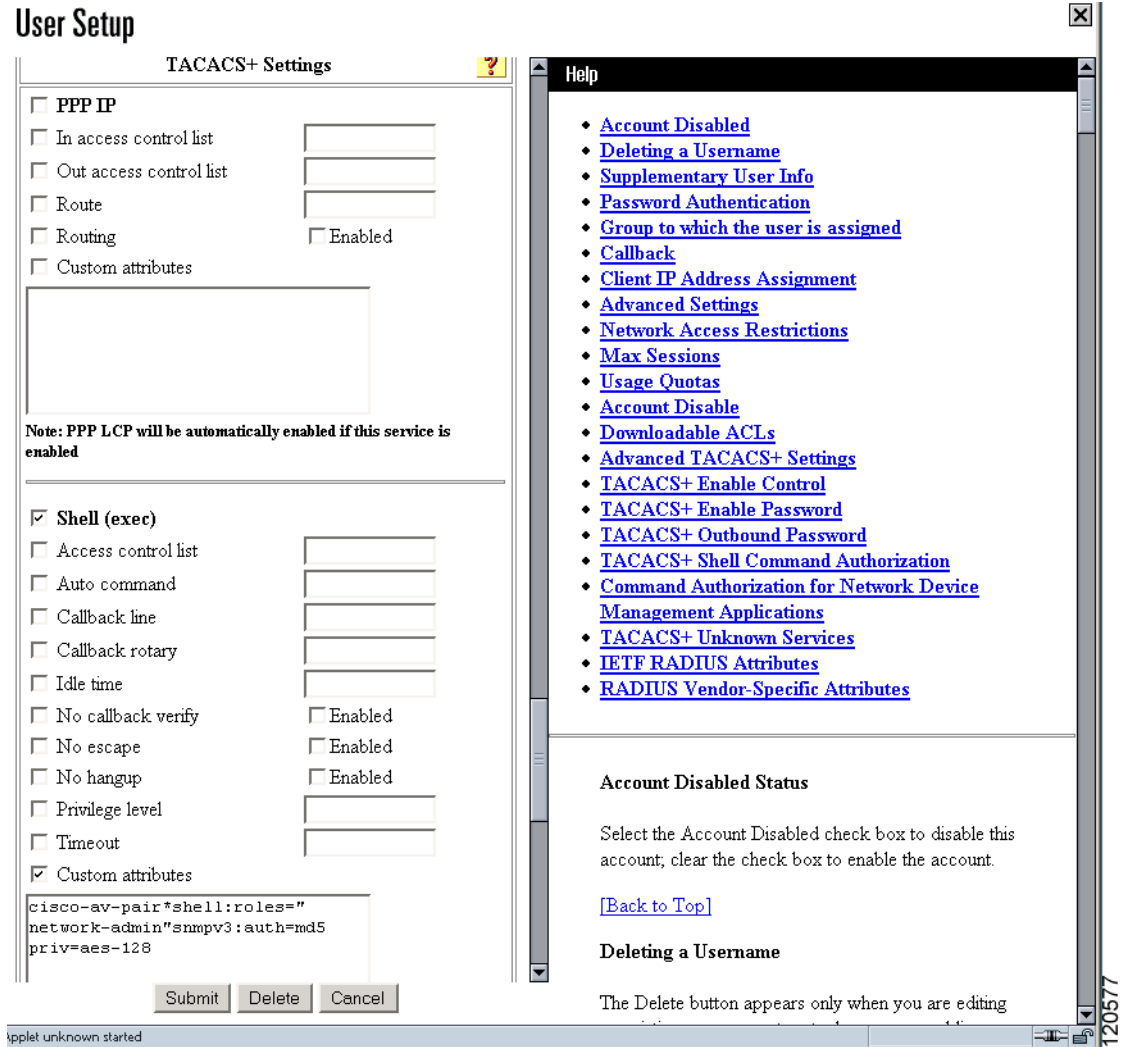 User Setup
TACACS+ Settings
?
PPP IP
In access control list
Out access control list
Route
Routing
Enabled
Custom attributes
Note: PPP LCP will be automatically enabled if this service is
enabled
Shell (exec)
Access control list
Auto command
Callback line
Callback rotary
Idle time
No callback verify
Enabled
No escape
Enabled
No hangup
Enabled
Privilege level
Timeout
Custom attributes
cisco-av-pair*shell:roles="
network-admin"snmpv3:auth=md5
priv=aes-128
Submit
Delete
Cancel
Help
Account Disabled
Deleting a Username
Supplementary User Info
Password Authentication
Group to which the user is assigned
Callback
Client IP Address Assignment
Advanced Settings
Network Access Restrictions
Max Sessions
Usage Quotas
Account Disable
Downloadable ACLs
Advanced TACACS+ Settings
TACACS+ Enable Control
TACACS+ Enable Password
TACACS+ Outbound Password
TACACS+ Shell Command Authorization
Command Authorization for Network Device
Management Applications
TACACS+ Unknown Services
IETF RADIUS Attributes
RADIUS Vendor-Specific Attributes
Account Disabled Status
Select the Account Disabled check box to disable this
account; clear the check box to enable the account.
[Back to Top]
Deleting a Username
The Delete button appears only when you are editing
Applet unknown started
120577